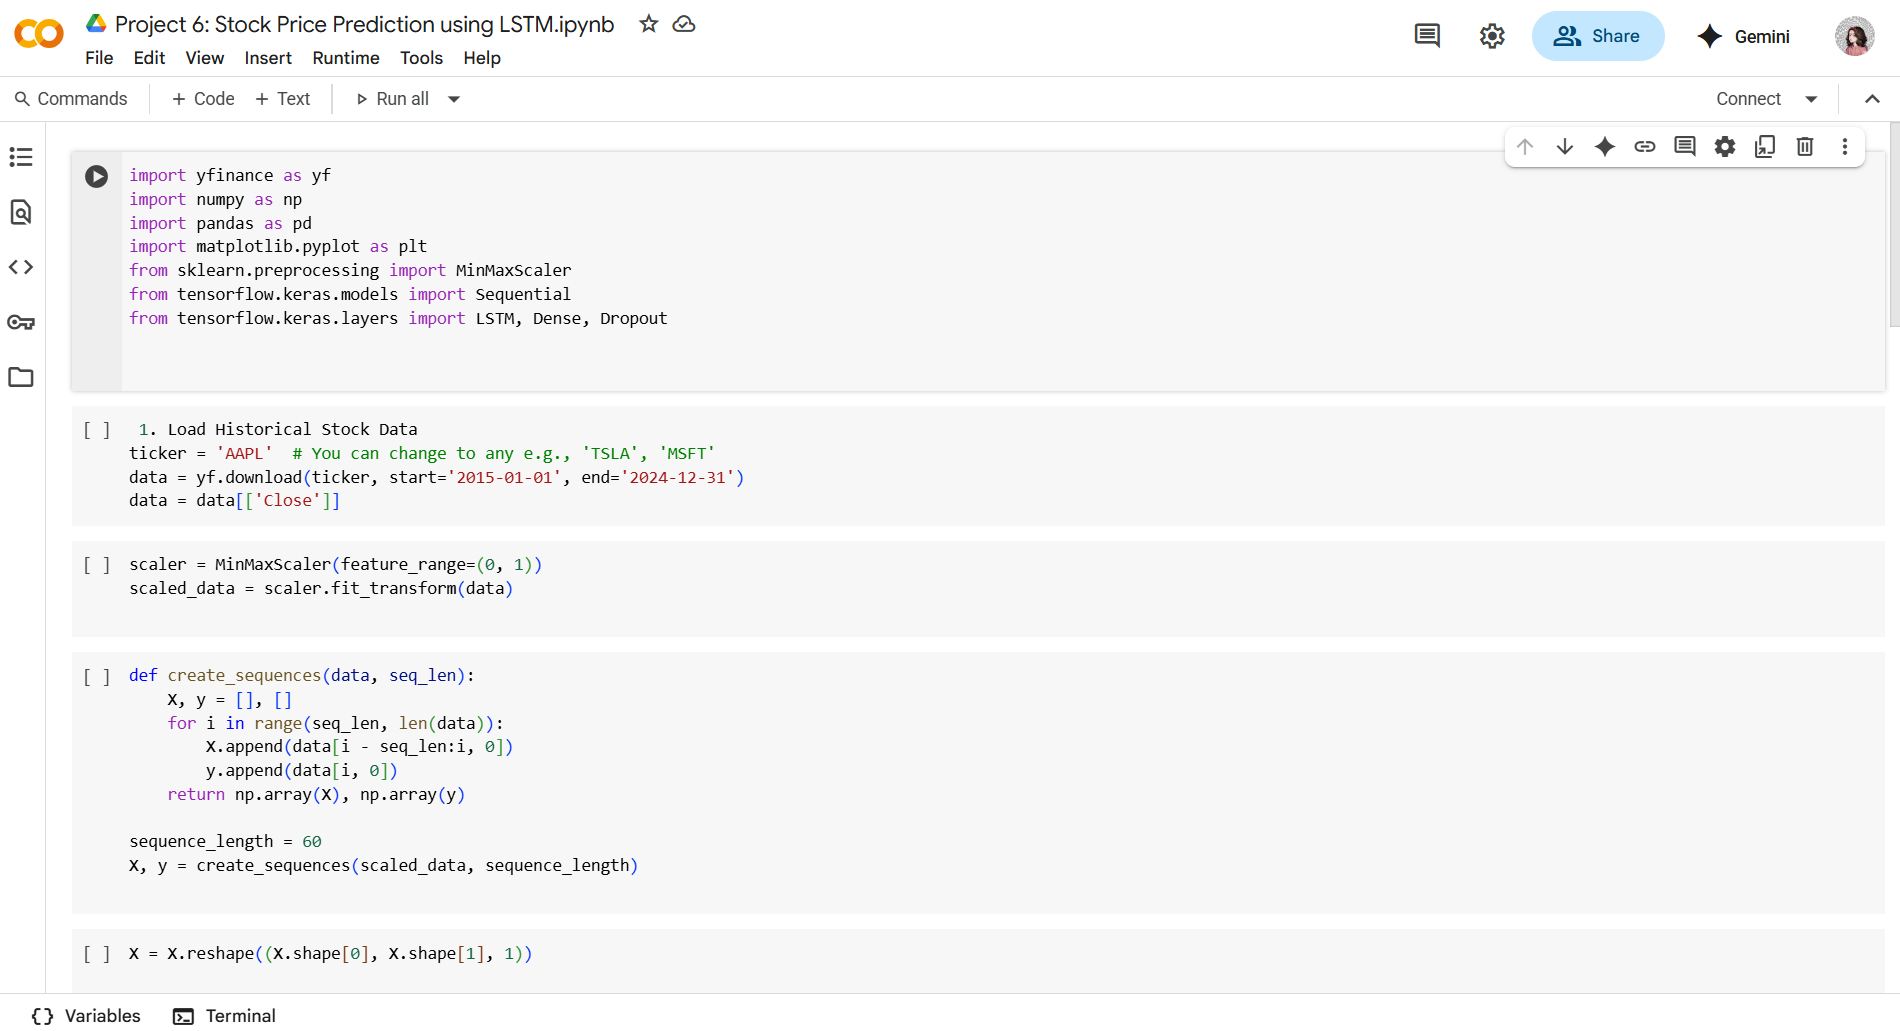 Project 6: Stock Price Prediction using LSTM.ipynb
File Edit View Insert Runtime Tools Help
Share
Gemini
Commands + Code + Text Run all
Connect
import yfinance as yf
import numpy as np
import pandas as pd
import matplotlib.pyplot as plt
from sklearn.preprocessing import MinMaxScaler
from tensorflow.keras.models import Sequential
from tensorflow.keras.layers import LSTM, Dense, Dropout
[ ] 1. Load Historical Stock Data
ticker = 'AAPL'  # You can change to any e.g., 'TSLA', 'MSFT'
data = yf.download(ticker, start='2015-01-01', end='2024-12-31')
data = data[['Close']]
[ ] scaler = MinMaxScaler(feature_range=(0, 1))
scaled_data = scaler.fit_transform(data)
[ ] def create_sequences(data, seq_len):
    X, y = [], []
    for i in range(seq_len, len(data)):
        X.append(data[i - seq_len:i, 0])
        y.append(data[i, 0])
    return np.array(X), np.array(y)
sequence_length = 60
X, y = create_sequences(scaled_data, sequence_length)
[ ] X = X.reshape((X.shape[0], X.shape[1], 1))
{} Variables
Terminal